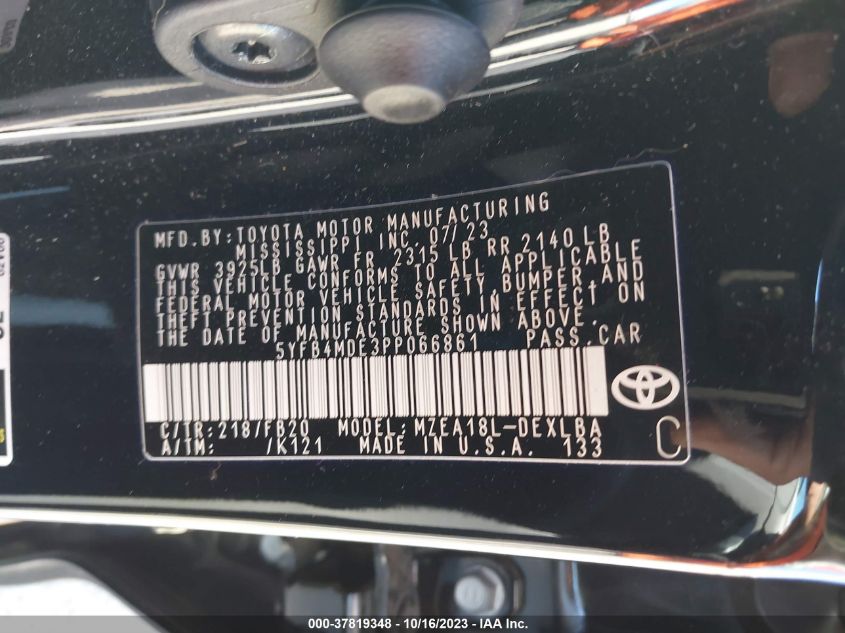 MFD.BY:TOYOTA MOTOR MANUFACTURING
MISSISSIPPI INC. 07/23
GVWR 3925LB GAWR FR 2315 LB RR 2140 LB
THIS VEHICLE CONFORMS TO ALL APPLICABLE
FEDERAL MOTOR VEHICLE SAFETY,BUMPER,AND
THEFT PREVENTION STANDARDS IN EFFECT ON
THE DATE OF MANUFACTURE SHOWN ABOVE.
5YFB4MDE3PP066861 PASS.CAR
C/TR:218/FB20 MODEL:MZEA18L-DEXLBA
A/TM: /K121 MADE IN U.S.A. 133
C
000-37819348 - 10/16/2023 - IAA Inc.